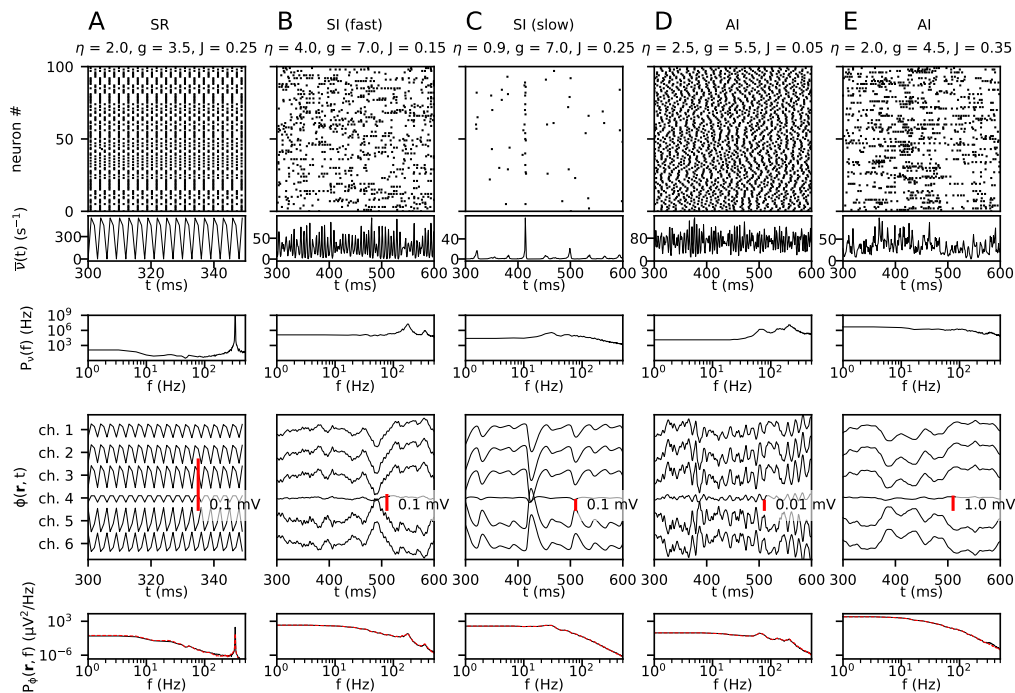 A B C D E
SR SI (fast) SI (slow) AI AI
η = 2.0, g = 3.5, J = 0.25 η = 4.0, g = 7.0, J = 0.15 η = 0.9, g = 7.0, J = 0.25 η = 2.5, g = 5.5, J = 0.05 η = 2.0, g = 4.5, J = 0.35
neuron #
100
50
0
ν̅(t) (s⁻¹)
300
0
50
0
40
0
80
0
50
0
300 320 340
300 400 500 600
300 400 500 600
300 400 500 600
300 400 500 600
t (ms) t (ms) t (ms) t (ms) t (ms)
P_ν(f) (Hz)
10⁹
10⁶
10³
10⁰ 10¹ 10²
10⁰ 10¹ 10²
10⁰ 10¹ 10²
10⁰ 10¹ 10²
10⁰ 10¹ 10²
f (Hz) f (Hz) f (Hz) f (Hz) f (Hz)
ϕ(r, t)
ch. 1
ch. 2
ch. 3
ch. 4
ch. 5
ch. 6
0.1 mV 0.1 mV 0.1 mV 0.01 mV 1.0 mV
300 320 340
300 400 500 600
300 400 500 600
300 400 500 600
300 400 500 600
t (ms) t (ms) t (ms) t (ms) t (ms)
P_ϕ(r, f) (μV²/Hz)
10³
10⁻⁶
10⁰ 10¹ 10²
10⁰ 10¹ 10²
10⁰ 10¹ 10²
10⁰ 10¹ 10²
10⁰ 10¹ 10²
f (Hz) f (Hz) f (Hz) f (Hz) f (Hz)